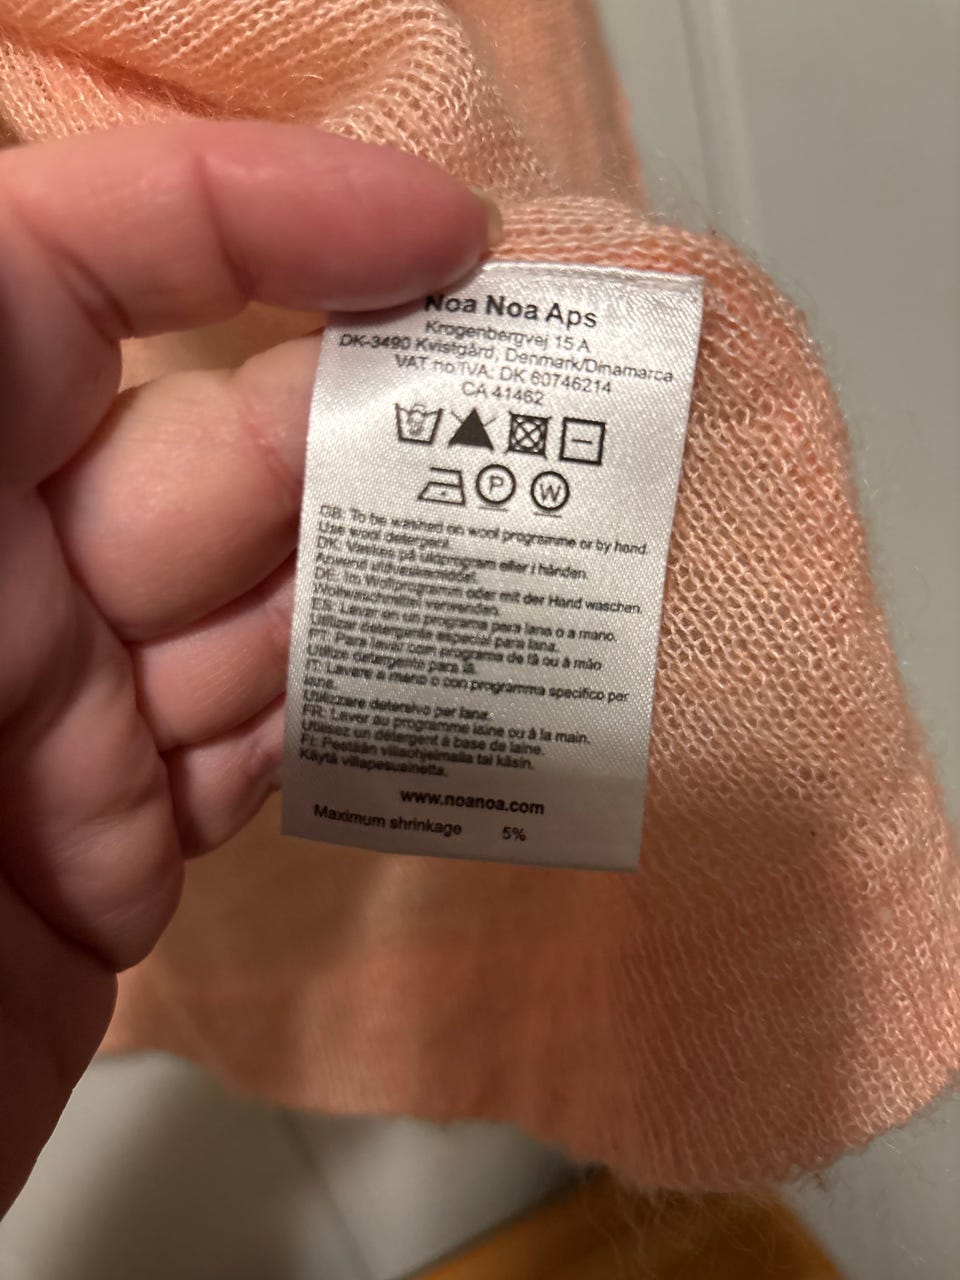 Noa Noa Aps
Krogenbergvej 15 A
DK-3490 Kvistgård, Denmark/Dinamarca
VAT no/TVA: DK 60746214
CA 41462
P W
GB: To be washed on wool programme or by hand.
Use wool detergent.
DK: Vaskes på uldprogram eller i hånden.
Anvend uldvaskemiddel.
DE: Im Wollprogramm oder mit der Hand waschen.
Wollwaschmittel verwenden.
ES: Lavar en un programa para lana o a mano.
Utilizar detergente especial para lana.
PT: Para lavar com programa de lã ou à mão
Utilize detergente para lã.
IT: Lavare a mano o con programma specifico per
lana.
Utilizzare detersivo per lana.
FR: Laver au programme laine ou à la main.
Utilisez un détergent à base de laine.
FI: Pestään villaohjelmalla tai käsin.
Käytä villapesuainetta.
www.noanoa.com
Maximum shrinkage 5%